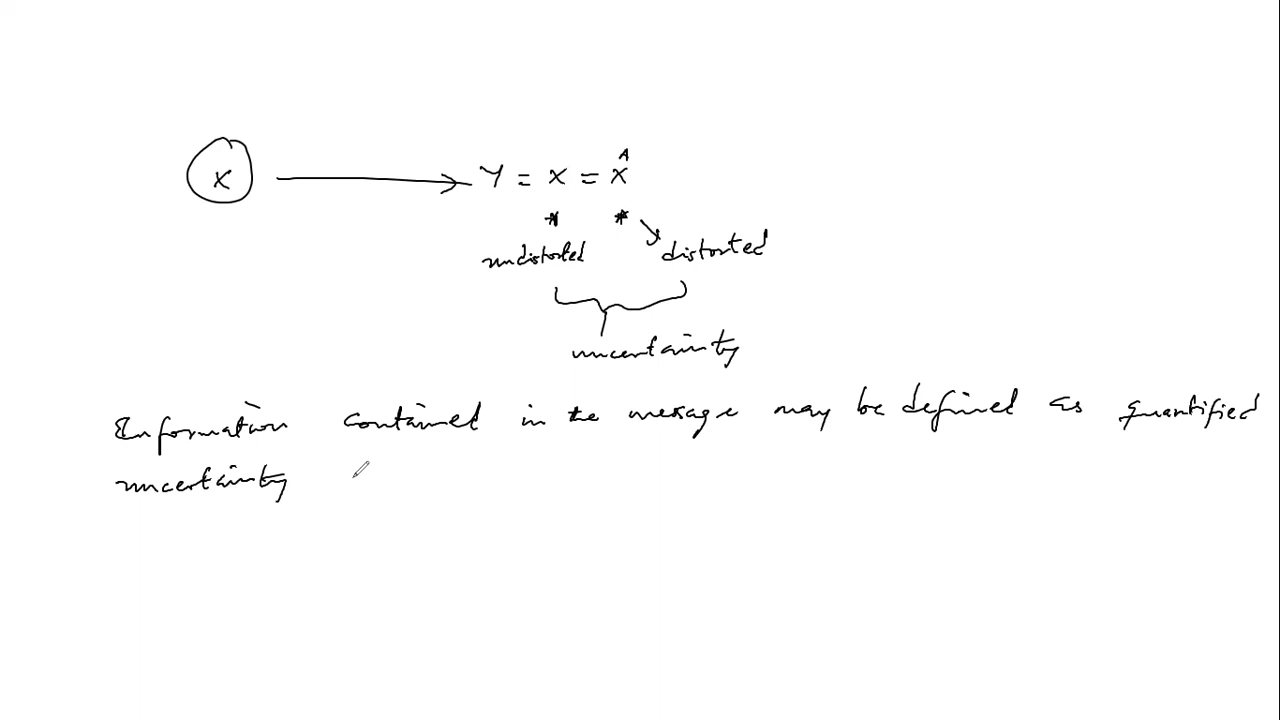 X → Y = X = X̂
* *
undistorted distorted
uncertainty
Information contained in the message may be defined as quantified
uncertainty